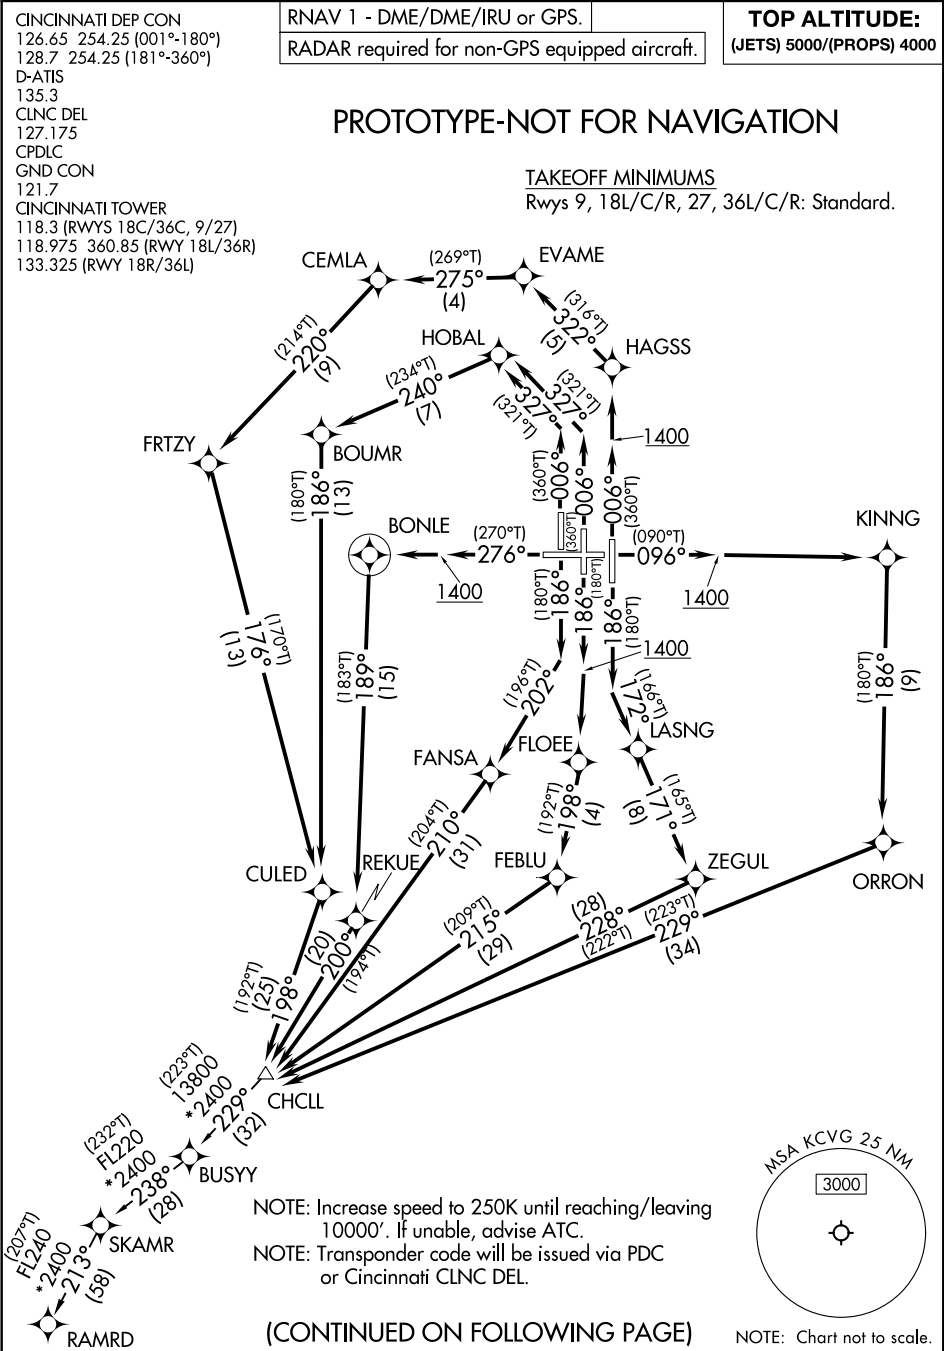 CINCINNATI DEP CON
126.65 254.25 (001°-180°)
128.7 254.25 (181°-360°)
D-ATIS
135.3
CLNC DEL
127.175
CPDLC
GND CON
121.7
CINCINNATI TOWER
118.3 (RWYS 18C/36C, 9/27)
118.975 360.85 (RWY 18L/36R)
133.325 (RWY 18R/36L)
RNAV 1 - DME/DME/IRU or GPS.
RADAR required for non-GPS equipped aircraft.
TOP ALTITUDE:
(JETS) 5000/(PROPS) 4000
PROTOTYPE-NOT FOR NAVIGATION
TAKEOFF MINIMUMS
Rwys 9, 18L/C/R, 27, 36L/C/R: Standard.
CEMLA
(269°T)
275°
(4)
EVAME
(316°T)
322°
(5)
HAGSS
(214°T)
220°
(9)
HOBAL
(234°T)
240°
(7)
(321°T)
327°
327°
(321°T)
1400
FRTZY
BOUMR
(180°T)
186°
(13)
(360°T)
006°
006°
006°
(360°T)
(360°T)
BONLE
(270°T)
276°
1400
(090°T)
096°
1400
KINNG
(180°T)
186°
186°
(180°T)
186°
(180°T)
1400
(170°T)
176°
(13)
(183°T)
189°
(15)
(180°T)
186°
(9)
(196°T)
202°
(166°T)
172°
FANSA
FLOEE
LASNG
(204°T)
210°
(31)
(192°T)
198°
(4)
(165°T)
171°
(8)
CULED
REKUE
FEBLU
ZEGUL
ORRON
(192°T)
(25)
198°
(20)
200°
(194°T)
(209°T)
215°
(29)
(28)
228°
(222°T)
(223°T)
229°
(34)
CHCLL
(223°T)
13800
*2400
229°
(32)
BUSYY
(232°T)
FL220
*2400
238°
(28)
SKAMR
(207°T)
FL240
*2400
213°
(58)
RAMRD
NOTE: Increase speed to 250K until reaching/leaving
10000'. If unable, advise ATC.
NOTE: Transponder code will be issued via PDC
or Cincinnati CLNC DEL.
(CONTINUED ON FOLLOWING PAGE)
MSA KCVG 25 NM
3000
NOTE: Chart not to scale.